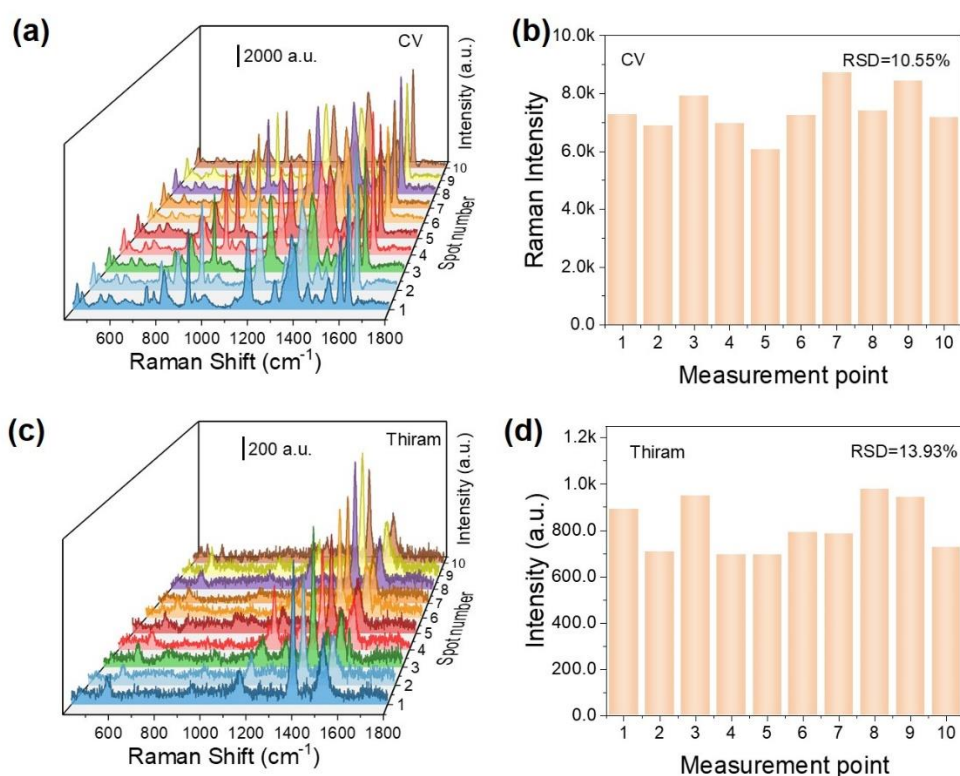 (a)
CV
2000 a.u.
Intensity (a.u.)
10
9
8
7
6
5
4
3
2
1
Spot number
600 800 1000 1200 1400 1600 1800
Raman Shift (cm⁻¹)
(b)
CV
RSD=10.55%
10.0k
8.0k
6.0k
4.0k
2.0k
0.0
Raman Intensity
1 2 3 4 5 6 7 8 9 10
Measurement point
(c)
Thiram
200 a.u.
Intensity (a.u.)
10
9
8
7
6
5
4
3
2
1
Spot number
600 800 1000 1200 1400 1600 1800
Raman Shift (cm⁻¹)
(d)
Thiram
RSD=13.93%
1.2k
1.0k
800.0
600.0
400.0
200.0
0.0
Intensity (a.u.)
1 2 3 4 5 6 7 8 9 10
Measurement point